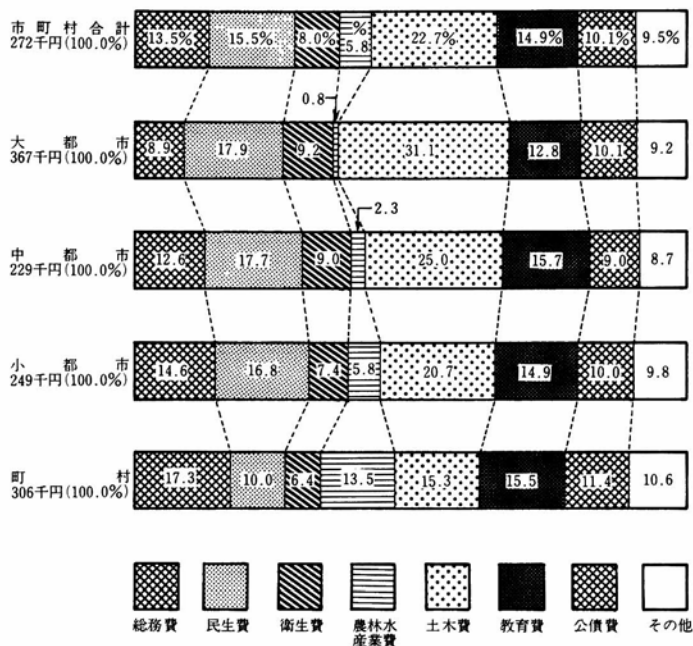 市町村合計
272千円(100.0%)
13.5% 15.5% 8.0% % 5.8 22.7% 14.9% 10.1% 9.5%
0.8
大都市
367千円(100.0%)
8.9 17.9 9.2 31.1 12.8 10.1 9.2
2.3
中都市
229千円(100.0%)
12.6 17.7 9.0 25.0 15.7 9.0 8.7
小都市
249千円(100.0%)
14.6 16.8 7.4 5.8 20.7 14.9 10.0 9.8
町村
306千円(100.0%)
17.3 10.0 6.4 13.5 15.3 15.5 11.4 10.6
総務費 民生費 衛生費 農林水産業費 土木費 教育費 公債費 その他